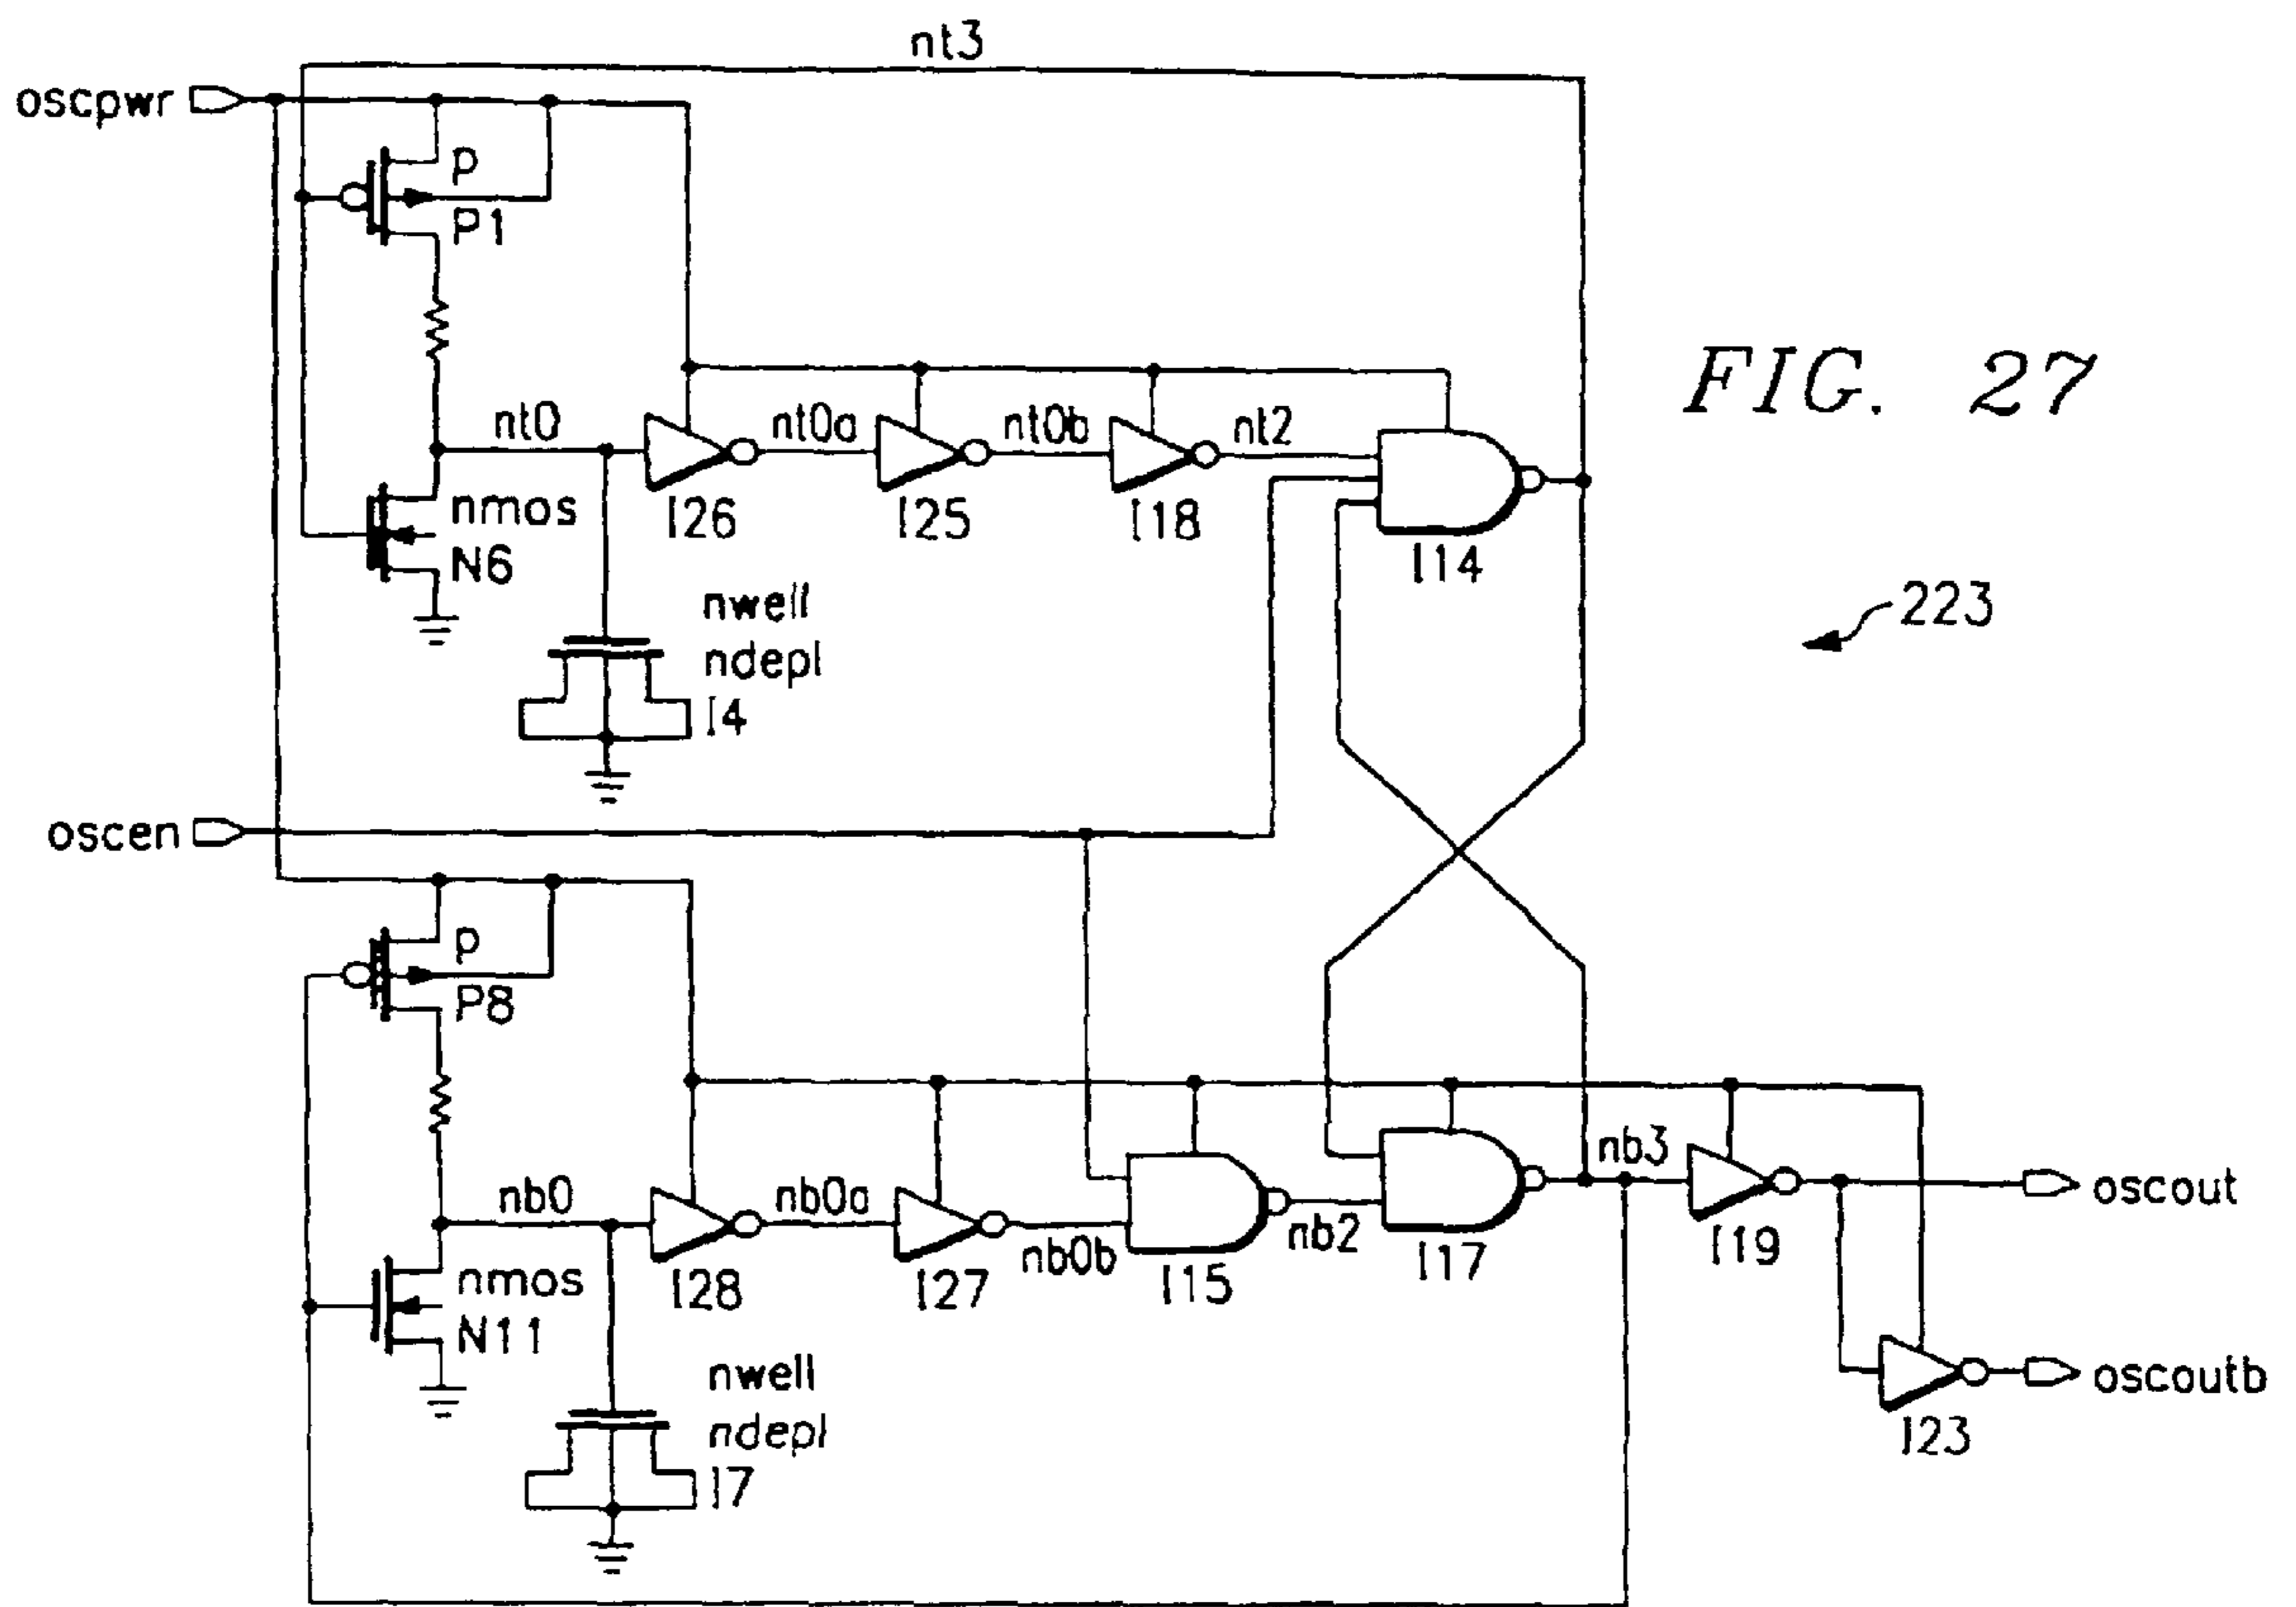 nt3
oscpwr
p
P1
FIG. 27
nt0
nt0a
nt0b
nt2
nmos
N6
I26
I25
I18
I14
nwell
ndepl
I4
223
oscen
p
P8
nb3
nb0
nb0a
nb0b
nb2
oscout
nmos
N11
I28
I27
I15
I17
I19
nwell
ndepl
I7
oscoutb
I23